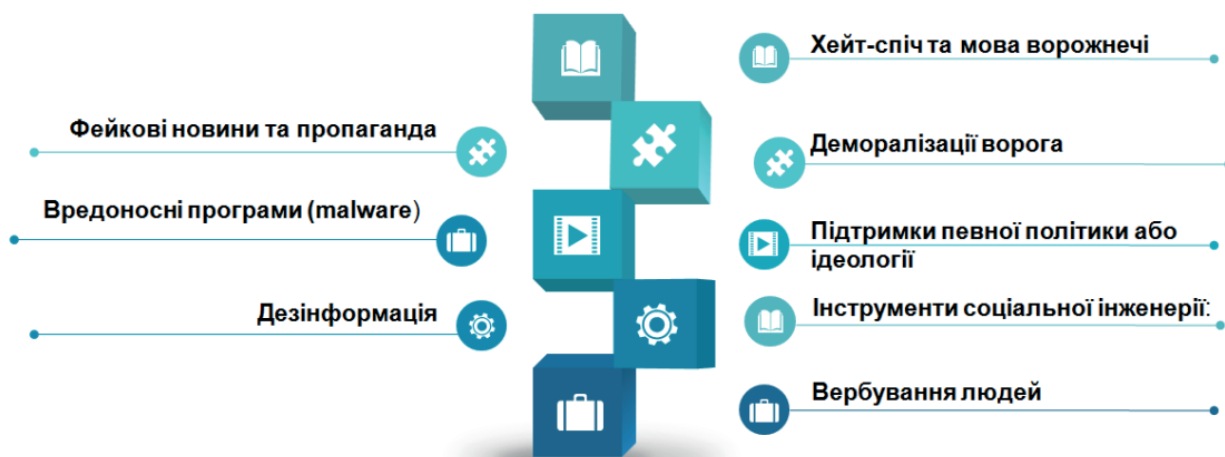 Фейкові новини та пропаганда
Вредоносні програми (malware)
Дезінформація
Хейт-спіч та мова ворожнечі
Деморалізації ворога
Підтримки певної політики або
ідеології
Інструменти соціальної інженерії:
Вербування людей